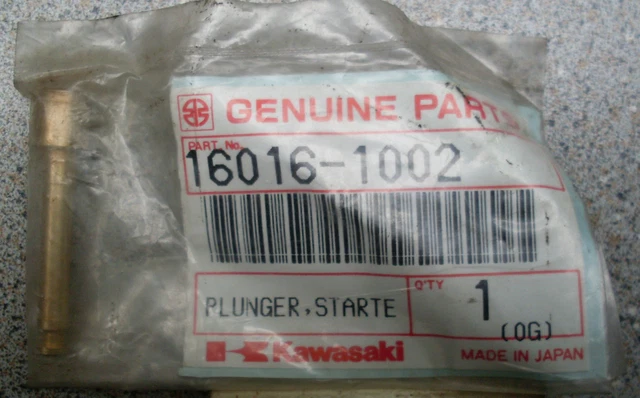 GENUINE PARTS
PART No.
16016-1002
PLUNGER,STARTE
Q'TY
1
(OG)
Kawasaki
MADE IN JAPAN